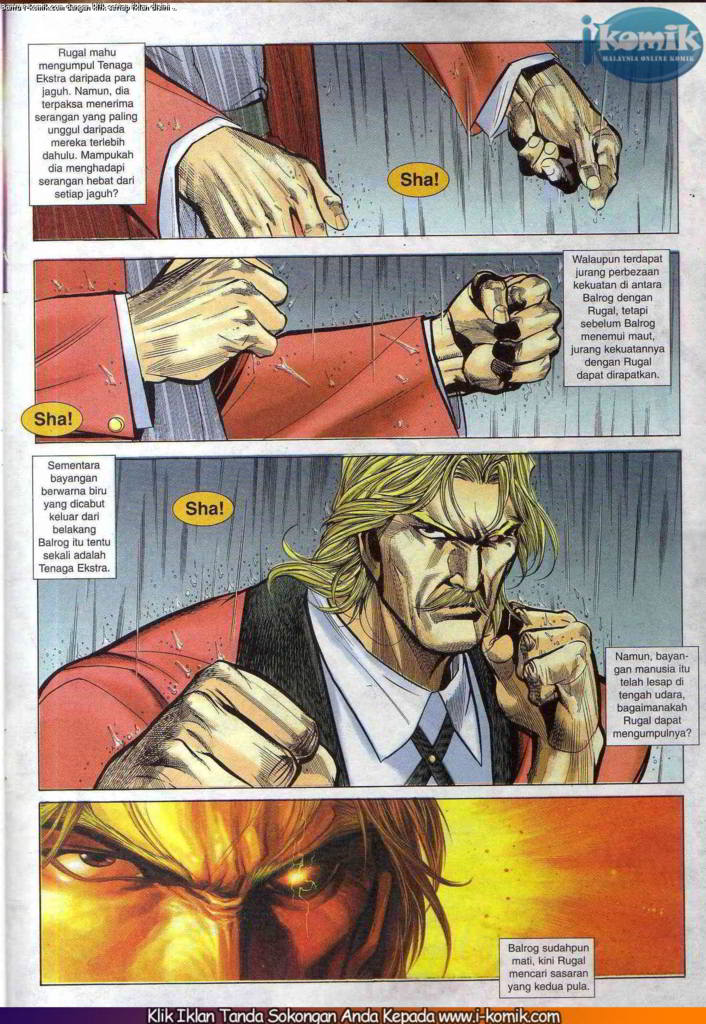 ikomik
MALAYSIA ONLINE KOMIK
Rugal mahu
mengumpul Tenaga
Ekstra daripada para
jaguh. Namun, dia
terpaksa menerima
serangan yang paling
unggul daripada
mereka terlebih
dahulu. Mampukah
dia menghadapi
serangan hebat dari
setiap jaguh?
Sha!
Walaupun terdapat
jurang perbezaan
kekuatan di antara
Balrog dengan
Rugal, tetapi
sebelum Balrog
menemui maut,
jurang kekuatannya
dengan Rugal
dapat dirapatkan.
Sha!
Sementara
bayangan
berwarna biru
yang dicabut
keluar dari
belakang
Balrog itu tentu
sekali adalah
Tenaga Ekstra.
Sha!
Namun, bayan-
gan manusia itu
telah lesap di
tengah udara,
bagaimanakah
Rugal dapat
mengumpulnya?
Balrog sudahpun
mati, kini Rugal
mencari sasaran
yang kedua pula.
Klik Iklan Tanda Sokongan Anda Kepada www.i-komik.com